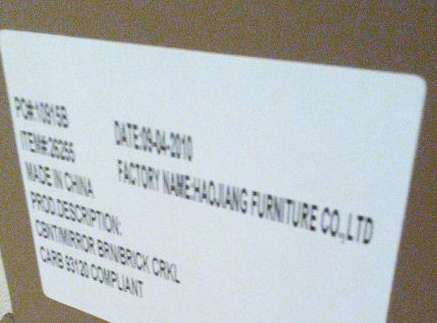 PO#:10915B
DATE:09-04-2010
ITEM#:26255
FACTORY NAME:HAOJIANG FURNITURE CO.,LTD
MADE IN CHINA
PROD.DESCRIPTION:
CBNT/MIRROR BRN/BRICK CRKL
CARB 93120 COMPLIANT